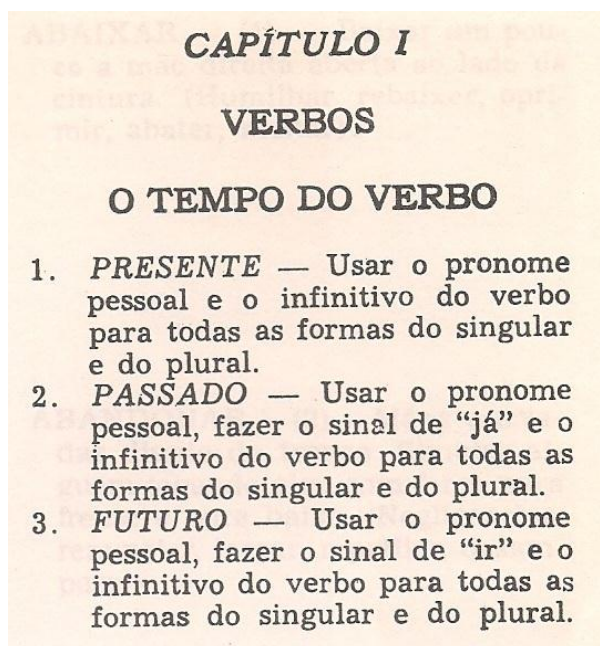 CAPÍTULO I
VERBOS
O TEMPO DO VERBO
1. PRESENTE — Usar o pronome
pessoal e o infinitivo do verbo
para todas as formas do singular
e do plural.
2. PASSADO — Usar o pronome
pessoal, fazer o sinal de “já” e o
infinitivo do verbo para todas as
formas do singular e do plural.
3. FUTURO — Usar o pronome
pessoal, fazer o sinal de “ir” e o
infinitivo do verbo para todas as
formas do singular e do plural.